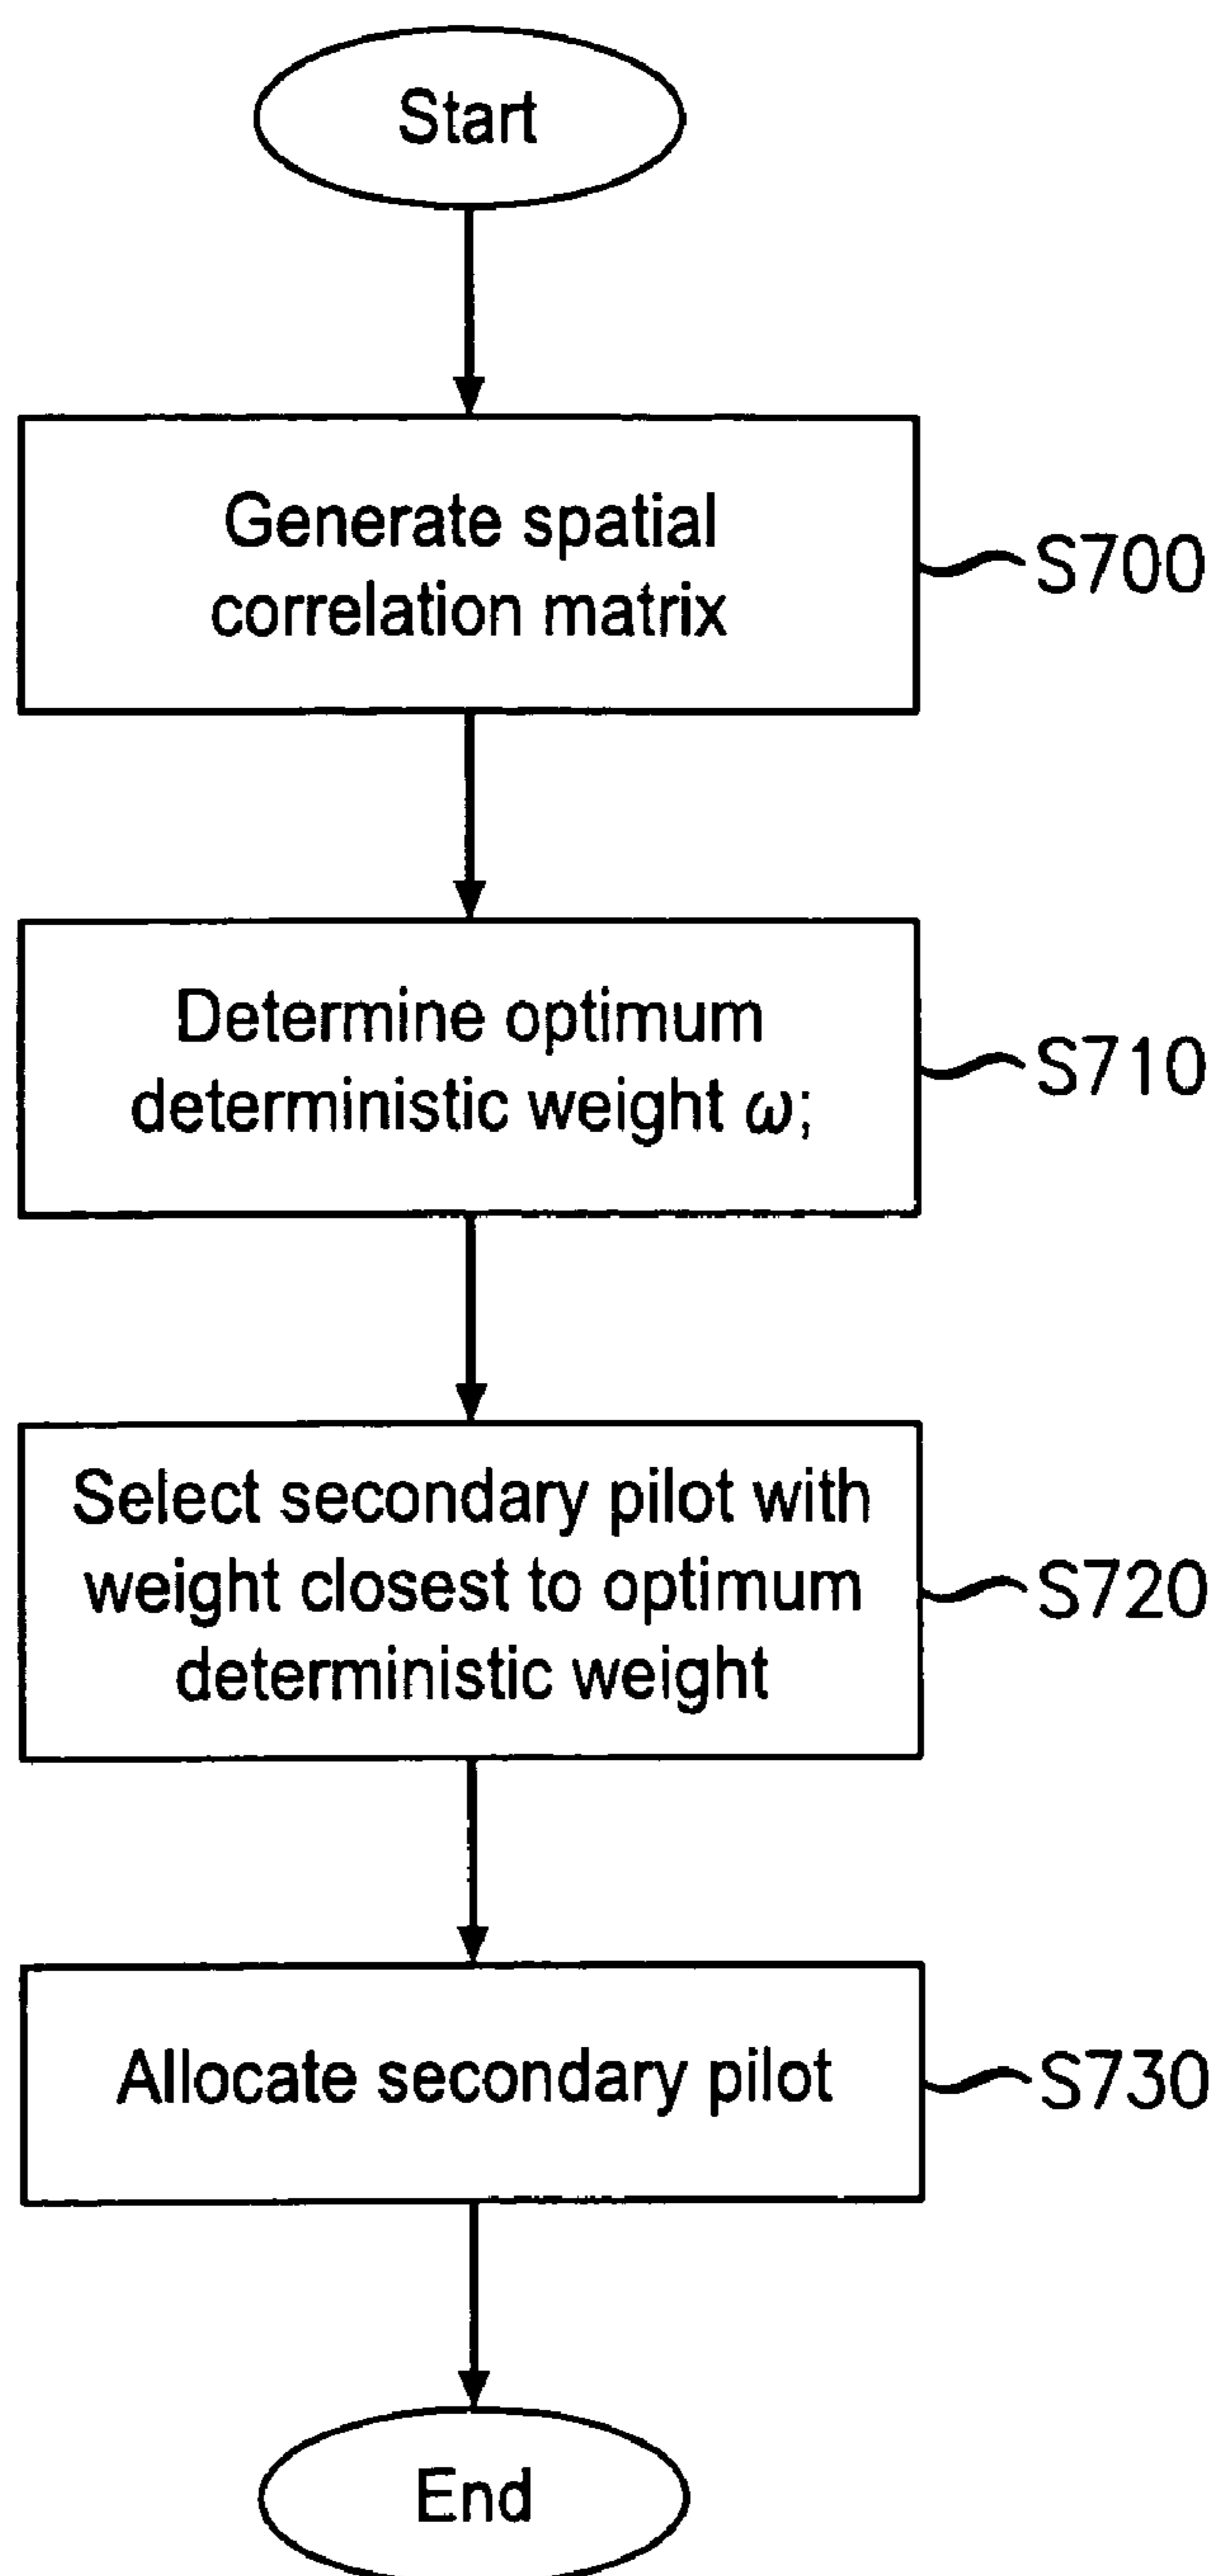 Start
Generate spatial
correlation matrix
S700
Determine optimum
deterministic weight ω;
S710
Select secondary pilot with
weight closest to optimum
deterministic weight
S720
Allocate secondary pilot
S730
End